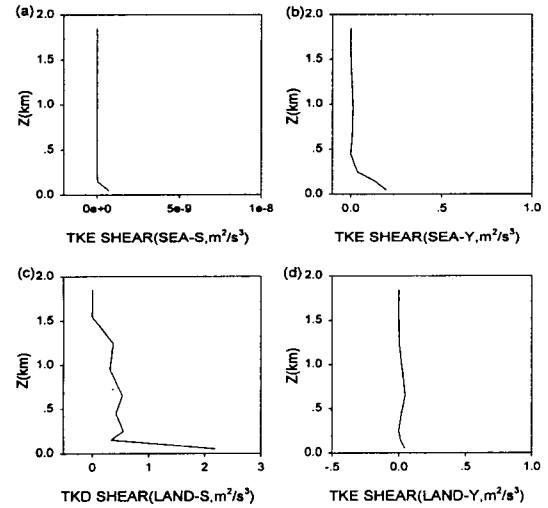 (a)
2.0
1.5
1.0
.5
0.0
Z(km)
0e+0 5e-9 1e-8
TKE SHEAR(SEA-S,m²/s³)
(b)
2.0
1.5
1.0
.5
0.0
Z(km)
0.0 .5 1.0
TKE SHEAR(SEA-Y,m²/s³)
(c)
2.0
1.5
1.0
.5
0.0
Z(km)
0 1 2 3
TKD SHEAR(LAND-S,m²/s³)
(d)
2.0
1.5
1.0
.5
0.0
Z(km)
-.5 0.0 .5 1.0
TKE SHEAR(LAND-Y,m²/s³)